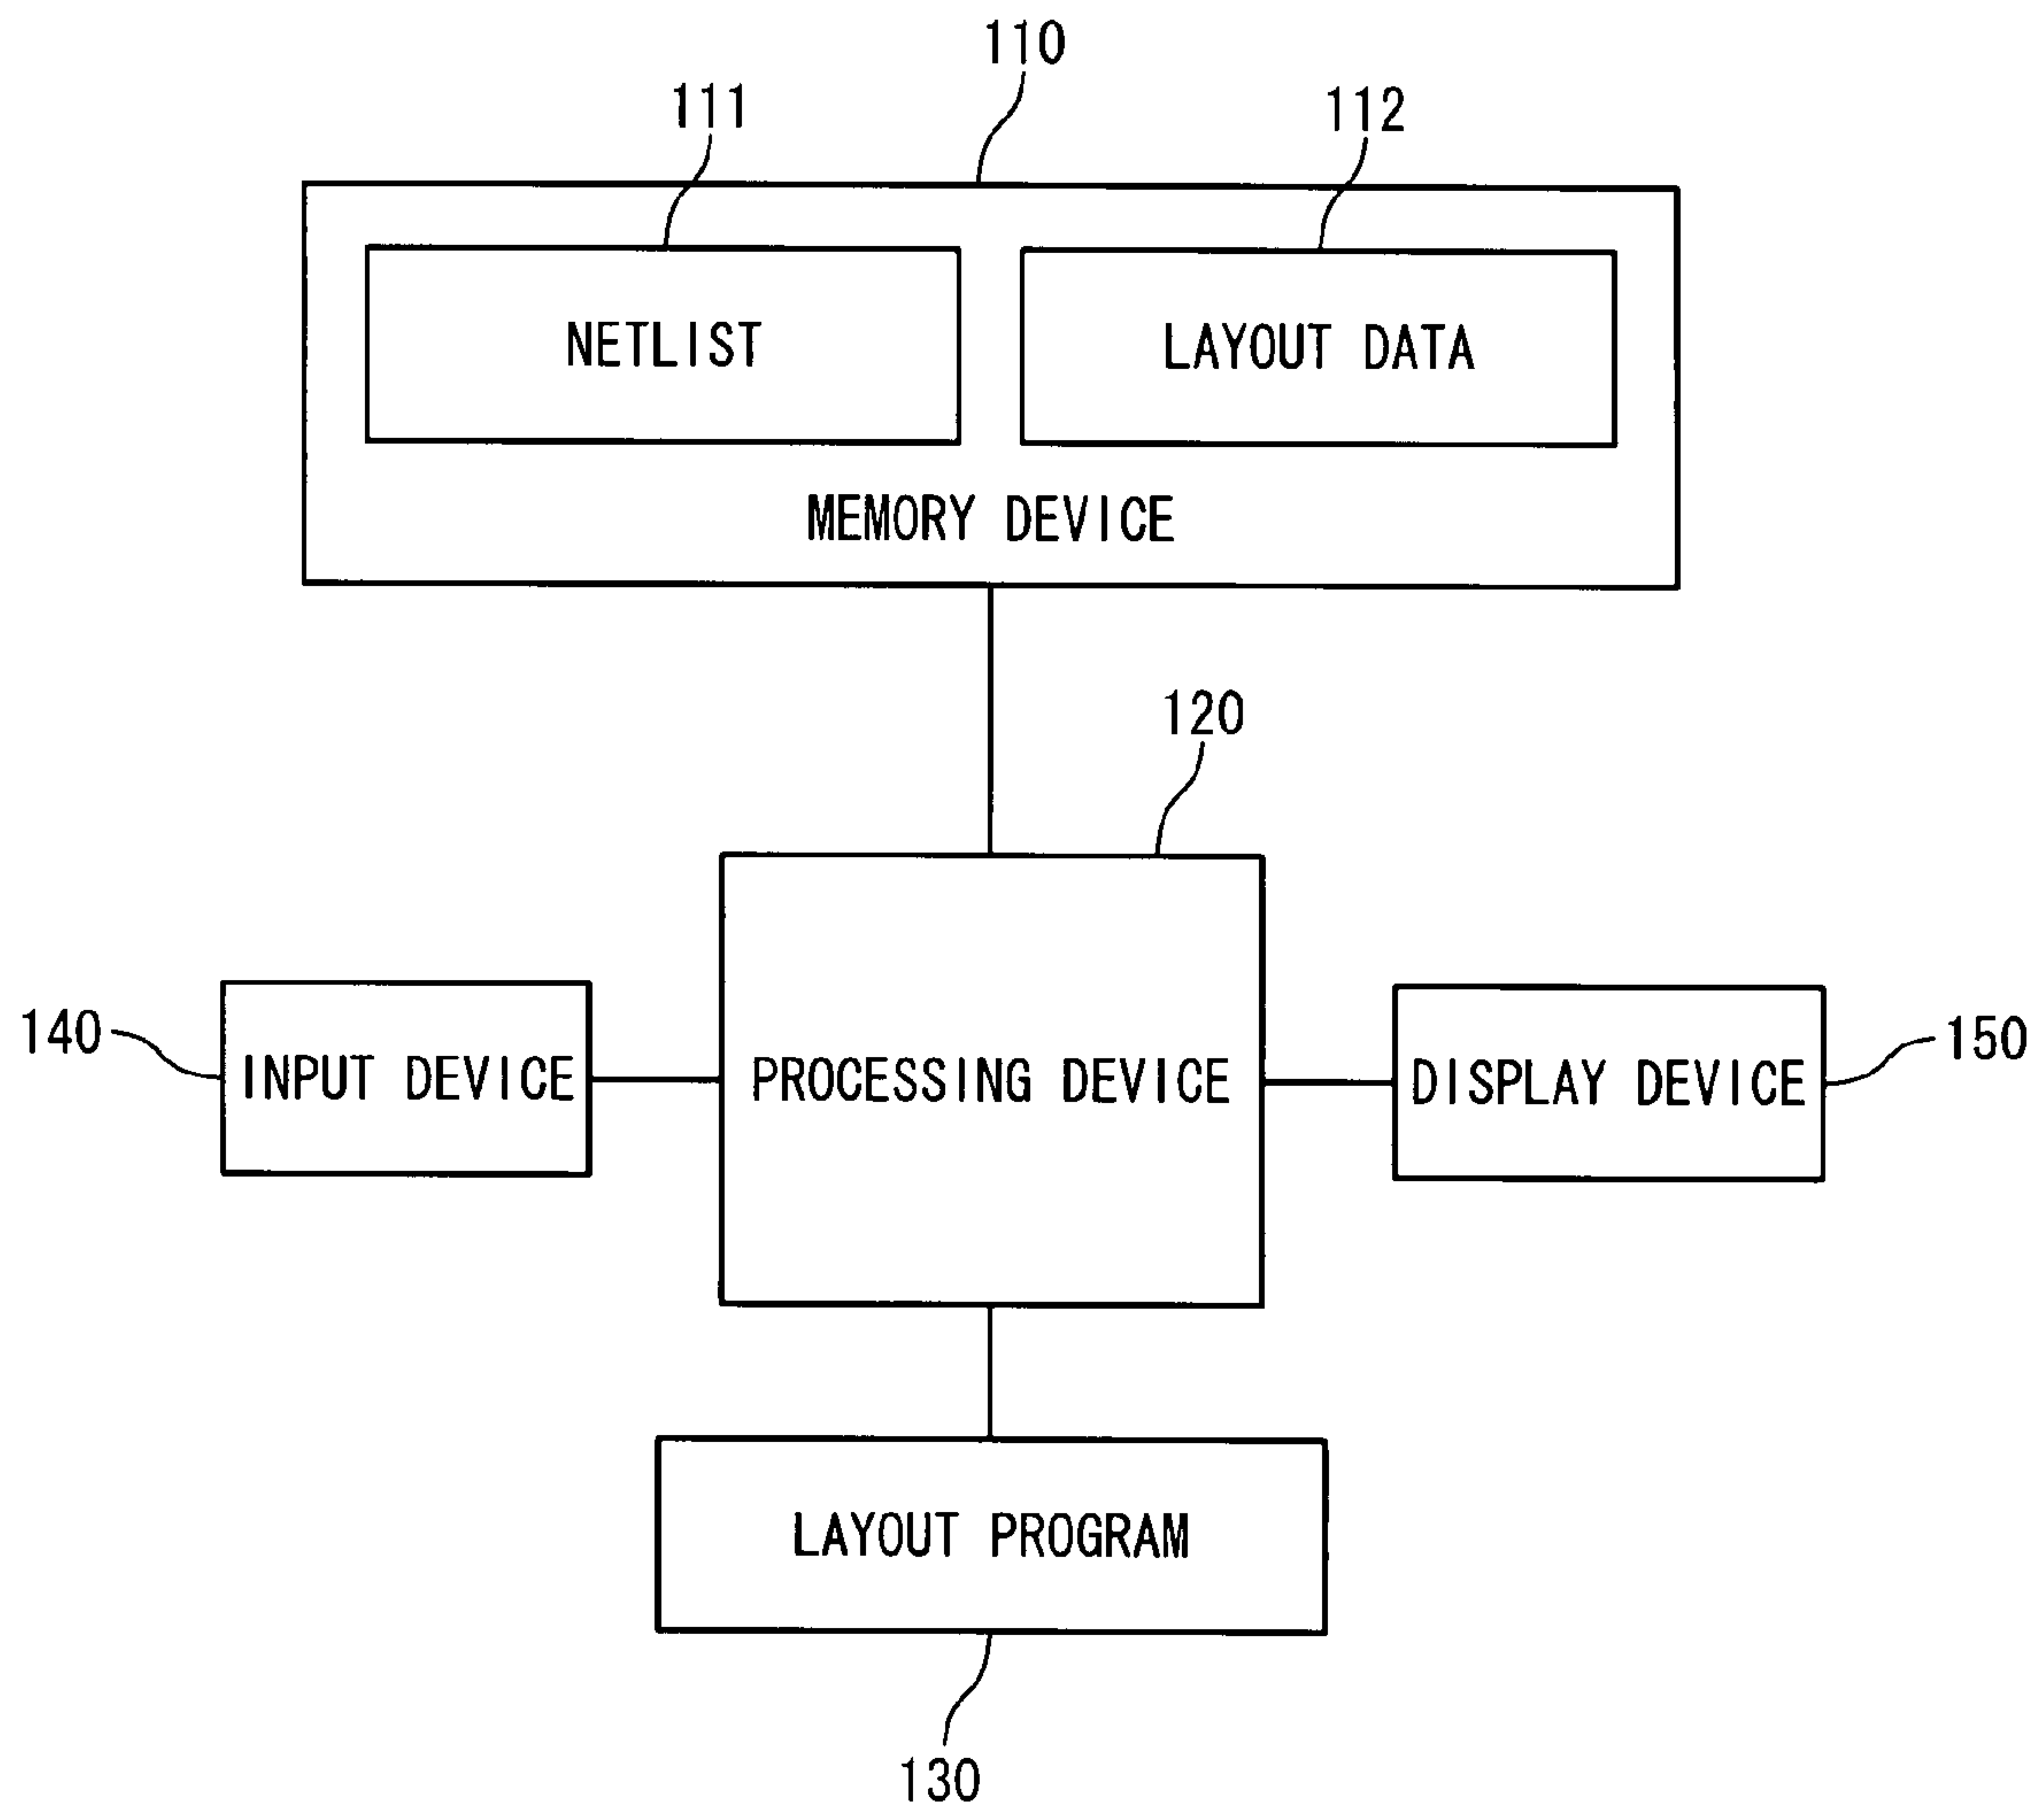 110
111
112
NETLIST
LAYOUT DATA
MEMORY DEVICE
120
140
INPUT DEVICE
PROCESSING DEVICE
DISPLAY DEVICE
150
LAYOUT PROGRAM
130